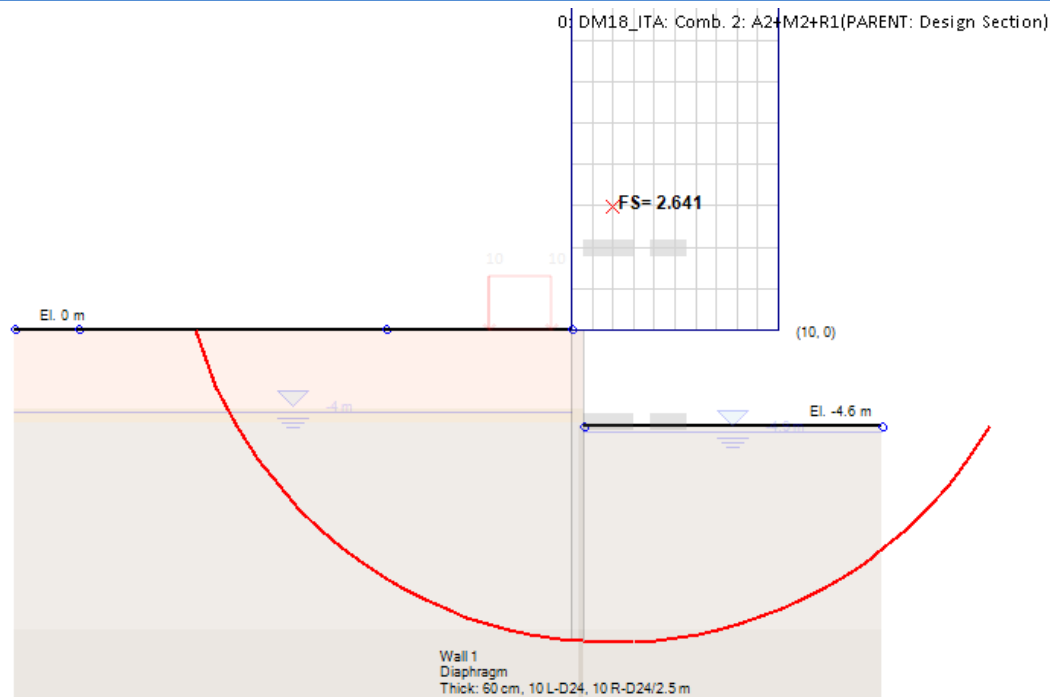 0: DM18_ITA: Comb. 2: A2+M2+R1(PARENT: Design Section)
FS= 2.641
10 10
El. 0 m
(10, 0)
-4 m
El. -4.6 m
Wall 1
Diaphragm
Thick: 60 cm, 10 L-D24, 10 R-D24/2.5 m